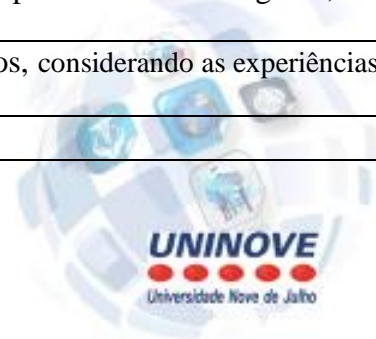 os, considerando as experiências
UNINOVE
Universidade Nove de Julho